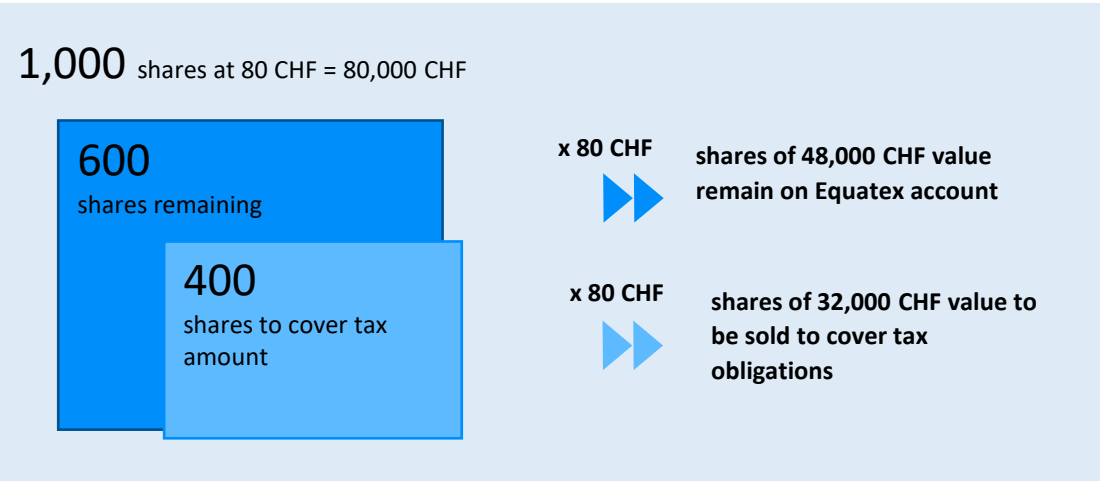 1,000 shares at 80 CHF = 80,000 CHF
600
shares remaining
x 80 CHF
shares of 48,000 CHF value
remain on Equatex account
400
shares to cover tax
amount
x 80 CHF
shares of 32,000 CHF value to
be sold to cover tax
obligations